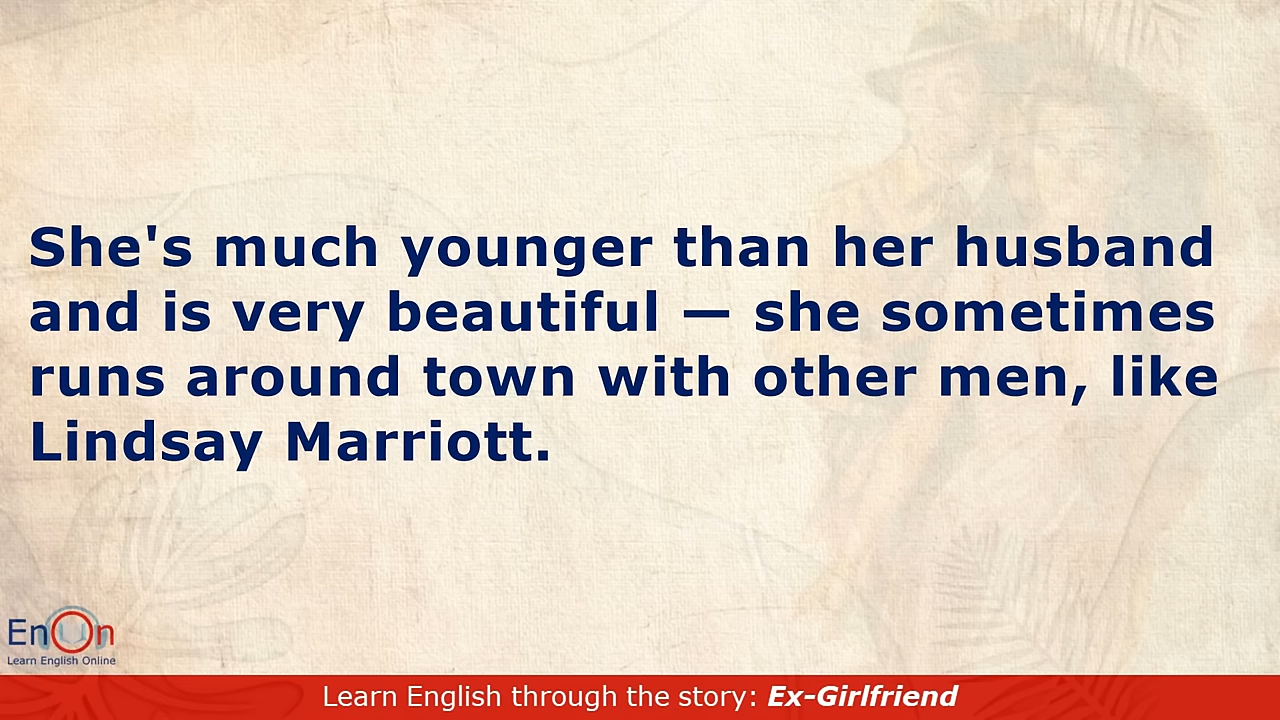 She's much younger than her husband
and is very beautiful — she sometimes
runs around town with other men, like
Lindsay Marriott.
EnOn
Learn English Online
Learn English through the story: Ex-Girlfriend